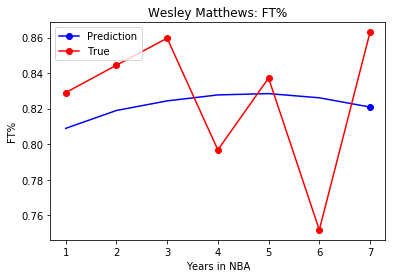 Wesley Matthews: FT%
Prediction
True
FT%
0.86
0.84
0.82
0.80
0.78
0.76
1 2 3 4 5 6 7
Years in NBA